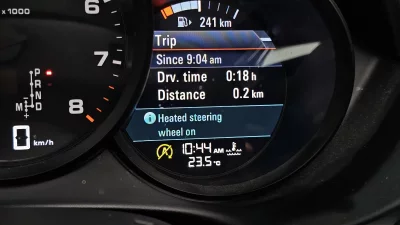 x1000
6
7
8
P
R
N
M D
0 km/h
241 km
Trip
Since 9:04 am
Drv. time 0:18 h
Distance 0.2 km
Heated steering
wheel on
10:44 AM
23.5 °C